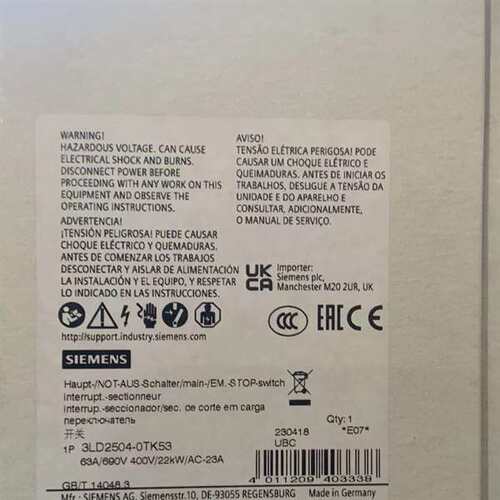 WARNING!
HAZARDOUS VOLTAGE. CAN CAUSE
ELECTRICAL SHOCK AND BURNS.
DISCONNECT POWER BEFORE
PROCEEDING WITH ANY WORK ON THIS
EQUIPMENT AND OBSERVE THE
OPERATING INSTRUCTIONS.
ADVERTENCIA!
¡TENSIÓN PELIGROSA! PUEDE CAUSAR
CHOQUE ELÉCTRICO Y QUEMADURAS.
ANTES DE COMENZAR LOS TRABAJOS
DESCONECTAR Y AISLAR DE ALIMENTACIÓN
LA INSTALACIÓN Y EL EQUIPO, Y RESPETAR
LO INDICADO EN LAS INSTRUCCIONES.
AVISO!
TENSÃO ELÉTRICA PERIGOSA! PODE
CAUSAR UM CHOQUE ELÉTRICO E
QUEIMADURAS. ANTES DE INICIAR OS
TRABALHOS, DESLIGUE A TENSÃO DA
UNIDADE E DO APARELHO E
CONSULTAR, ADICIONALMENTE,
O MANUAL DE SERVIÇO.
UK
CA
Importer:
Siemens plc,
Manchester M20 2UR, UK
CCC EAC CE
http://support.industry.siemens.com
SIEMENS
Haupt-/NOT-AUS-Schalter/main-/EM.-STOP-switch
interrupt.-sectionneur
interrup.-seccionador/sec. de corte em carga
переключатель
开关
1P 3LD2504-0TK53
63A/690V 400V/22kW/AC-23A
230418
UBC
Qty: 1
*E07*
4 011209 403338
GB/T 14048.3
Made in Germany
Mfr.: SIEMENS AG, Siemensstr.10, DE-93055 REGENSBURG